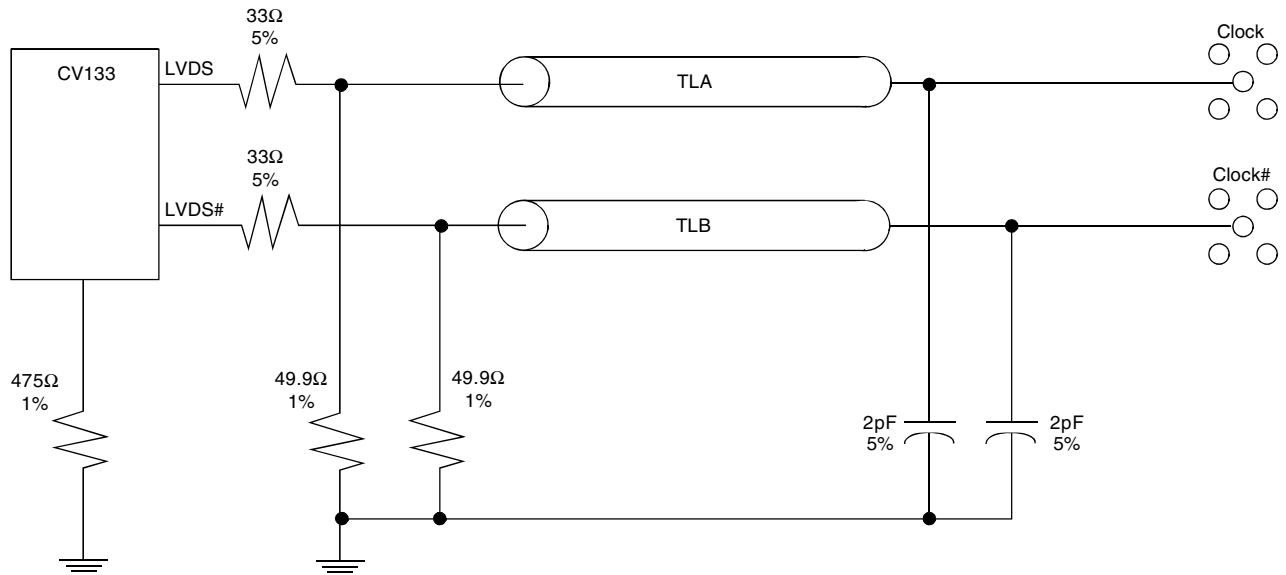 33Ω
5%
Clock
CV133
LVDS
TLA
33Ω
5%
Clock#
LVDS#
TLB
475Ω
1%
49.9Ω
1%
49.9Ω
1%
2pF
5%
2pF
5%